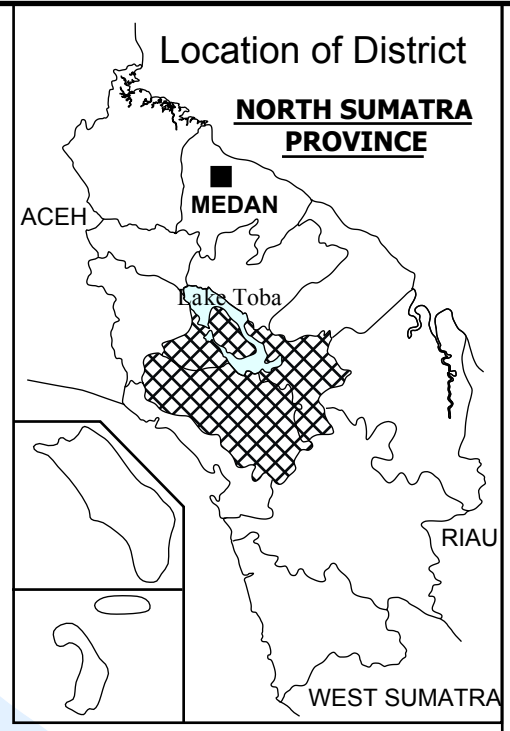 Location of District
NORTH SUMATRA
PROVINCE
MEDAN
ACEH
Lake Toba
RIAU
WEST SUMATRA